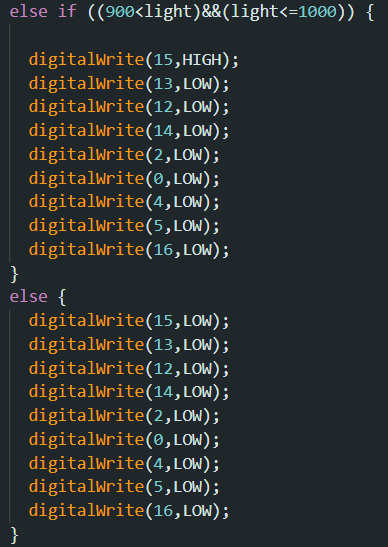 else if ((900<light)&&(light<=1000)) {
digitalWrite(15,HIGH);
digitalWrite(13,LOW);
digitalWrite(12,LOW);
digitalWrite(14,LOW);
digitalWrite(2,LOW);
digitalWrite(0,LOW);
digitalWrite(4,LOW);
digitalWrite(5,LOW);
digitalWrite(16,LOW);
}
else {
digitalWrite(15,LOW);
digitalWrite(13,LOW);
digitalWrite(12,LOW);
digitalWrite(14,LOW);
digitalWrite(2,LOW);
digitalWrite(0,LOW);
digitalWrite(4,LOW);
digitalWrite(5,LOW);
digitalWrite(16,LOW);
}